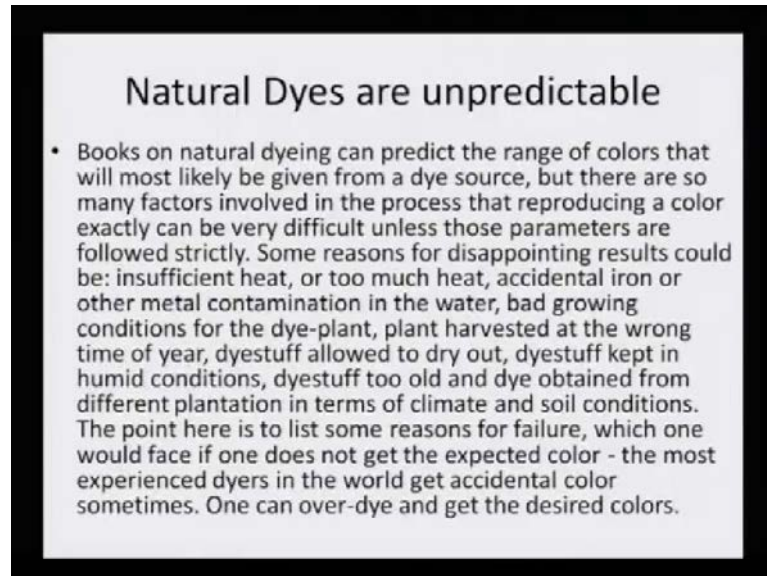 Natural Dyes are unpredictable
• Books on natural dyeing can predict the range of colors that
will most likely be given from a dye source, but there are so
many factors involved in the process that reproducing a color
exactly can be very difficult unless those parameters are
followed strictly. Some reasons for disappointing results could
be: insufficient heat, or too much heat, accidental iron or
other metal contamination in the water, bad growing
conditions for the dye-plant, plant harvested at the wrong
time of year, dyestuff allowed to dry out, dyestuff kept in
humid conditions, dyestuff too old and dye obtained from
different plantation in terms of climate and soil conditions.
The point here is to list some reasons for failure, which one
would face if one does not get the expected color - the most
experienced dyers in the world get accidental color
sometimes. One can over-dye and get the desired colors.